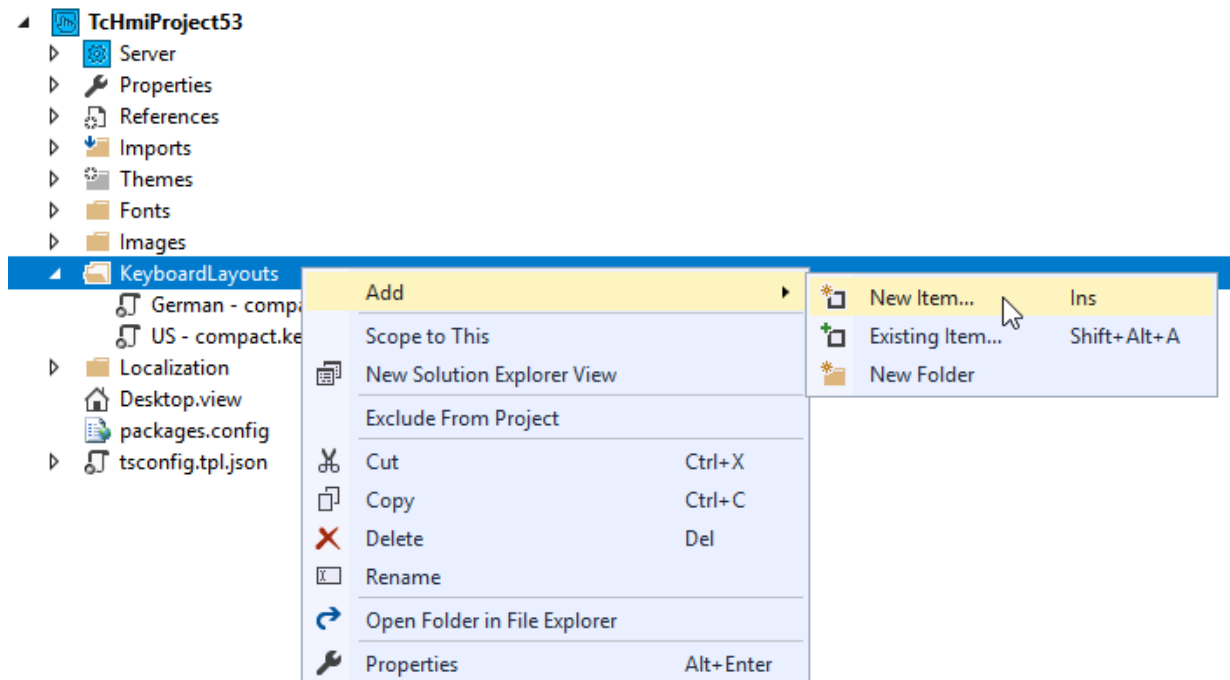 TcHmiProject53
Server
Properties
References
Imports
Themes
Fonts
Images
KeyboardLayouts
German - compa
US - compact.ke
Localization
Desktop.view
packages.config
tsconfig.tpl.json
Add
Scope to This
New Solution Explorer View
Exclude From Project
Cut Ctrl+X
Copy Ctrl+C
Delete Del
Rename
Open Folder in File Explorer
Properties Alt+Enter
New Item... Ins
Existing Item... Shift+Alt+A
New Folder